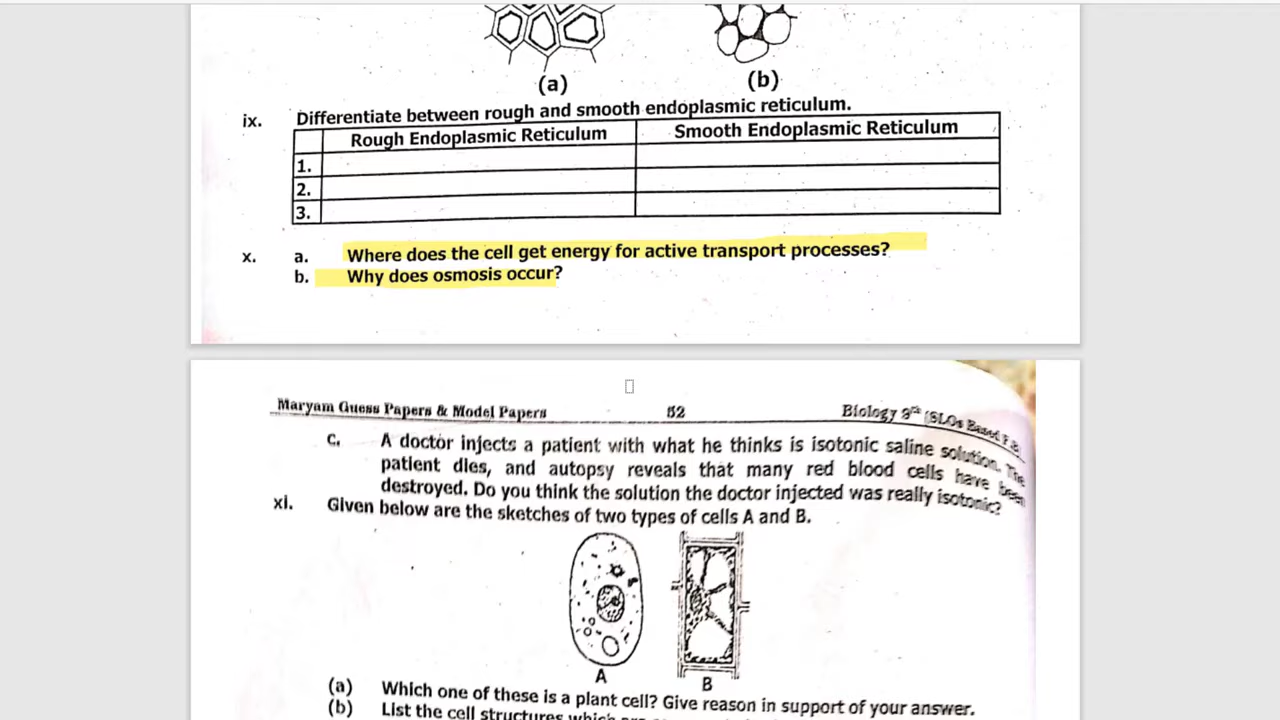 (a) (b)
ix. Differentiate between rough and smooth endoplasmic reticulum.
Rough Endoplasmic Reticulum Smooth Endoplasmic Reticulum
1.
2.
3.
x. a. Where does the cell get energy for active transport processes?
b. Why does osmosis occur?
Maryam Guess Papers & Model Papers 52 Biology 9th (SLOs Based F.B.
C. A doctor injects a patient with what he thinks is isotonic saline solution. The
patient dies, and autopsy reveals that many red blood cells have been
destroyed. Do you think the solution the doctor injected was really isotonic?
xi. Given below are the sketches of two types of cells A and B.
A B
(a) Which one of these is a plant cell? Give reason in support of your answer.
(b) List the cell structures which are